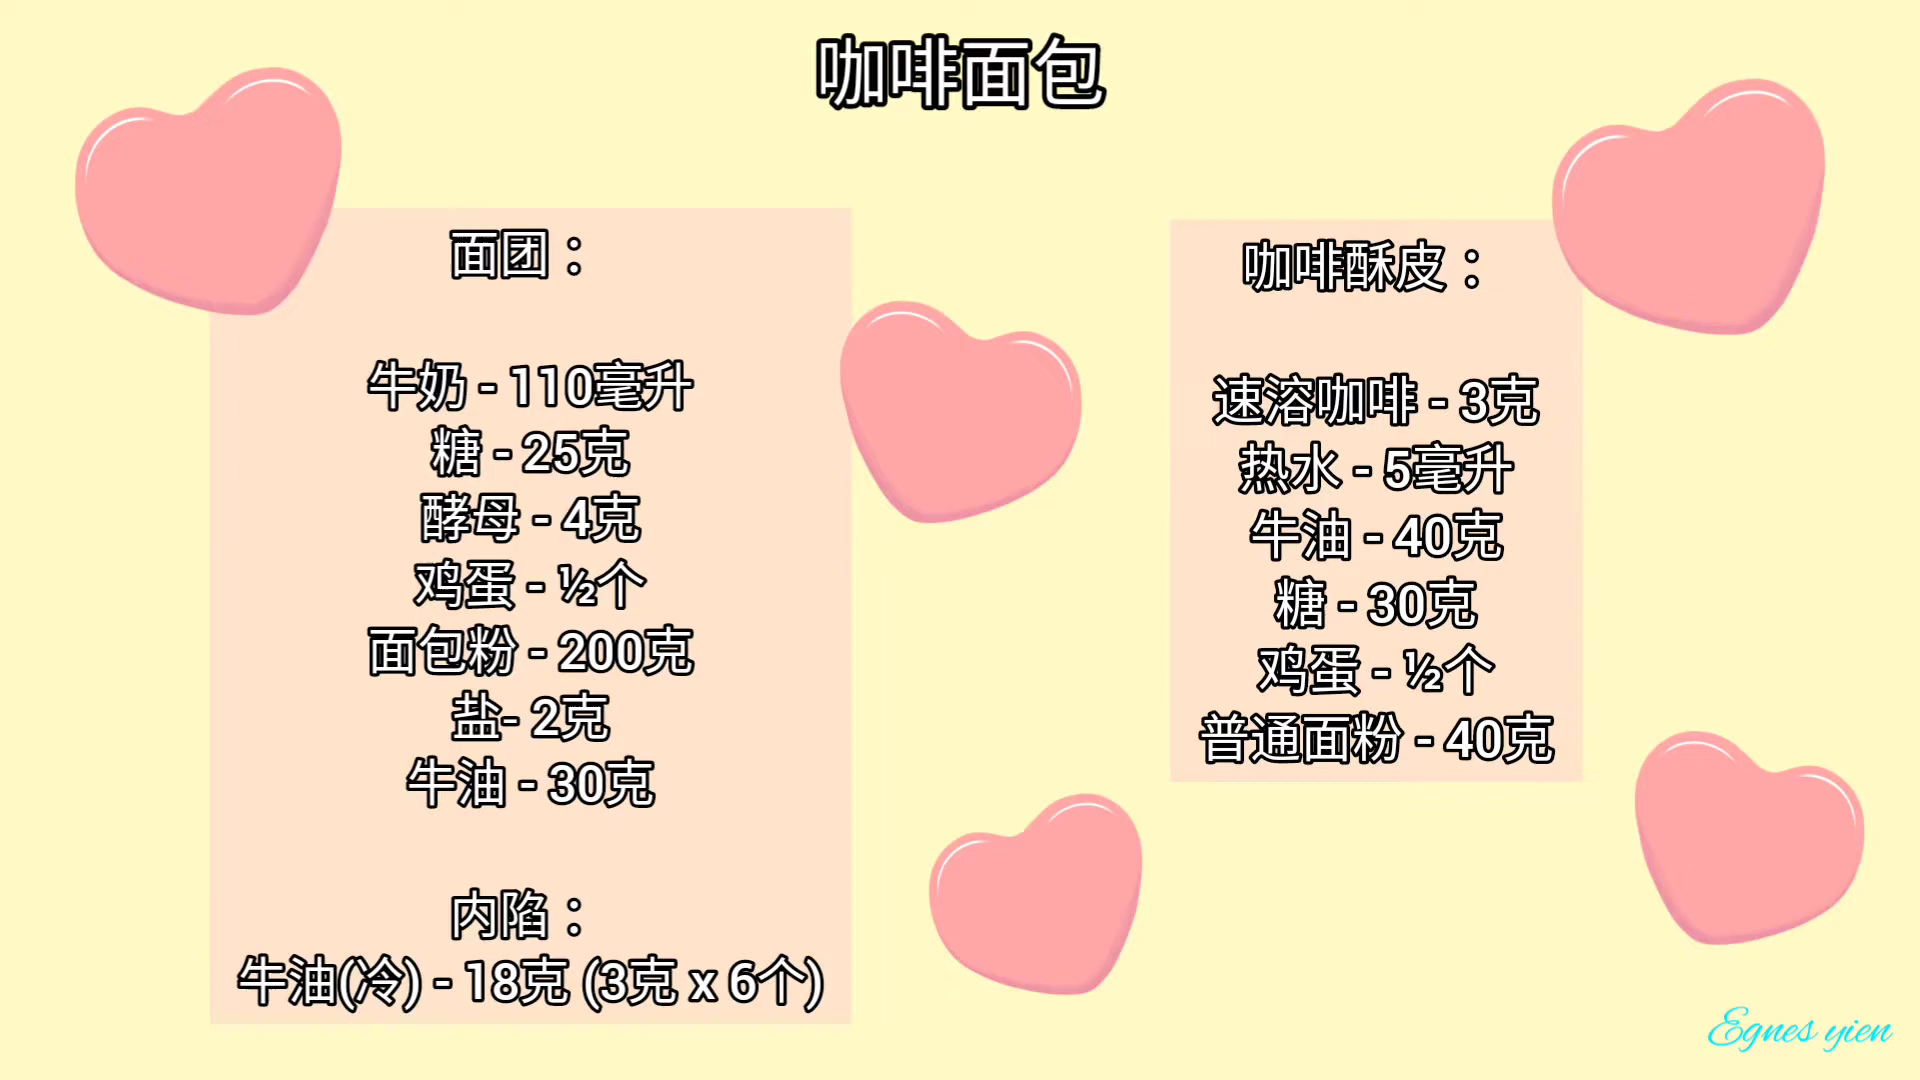 咖啡面包
面团：
牛奶 - 110毫升
糖 - 25克
酵母 - 4克
鸡蛋 - ½个
面包粉 - 200克
盐- 2克
牛油 - 30克
内陷：
牛油(冷) - 18克 (3克 x 6个)
咖啡酥皮：
速溶咖啡 - 3克
热水 - 5毫升
牛油 - 40克
糖 - 30克
鸡蛋 - ½个
普通面粉 - 40克
Egnes yien